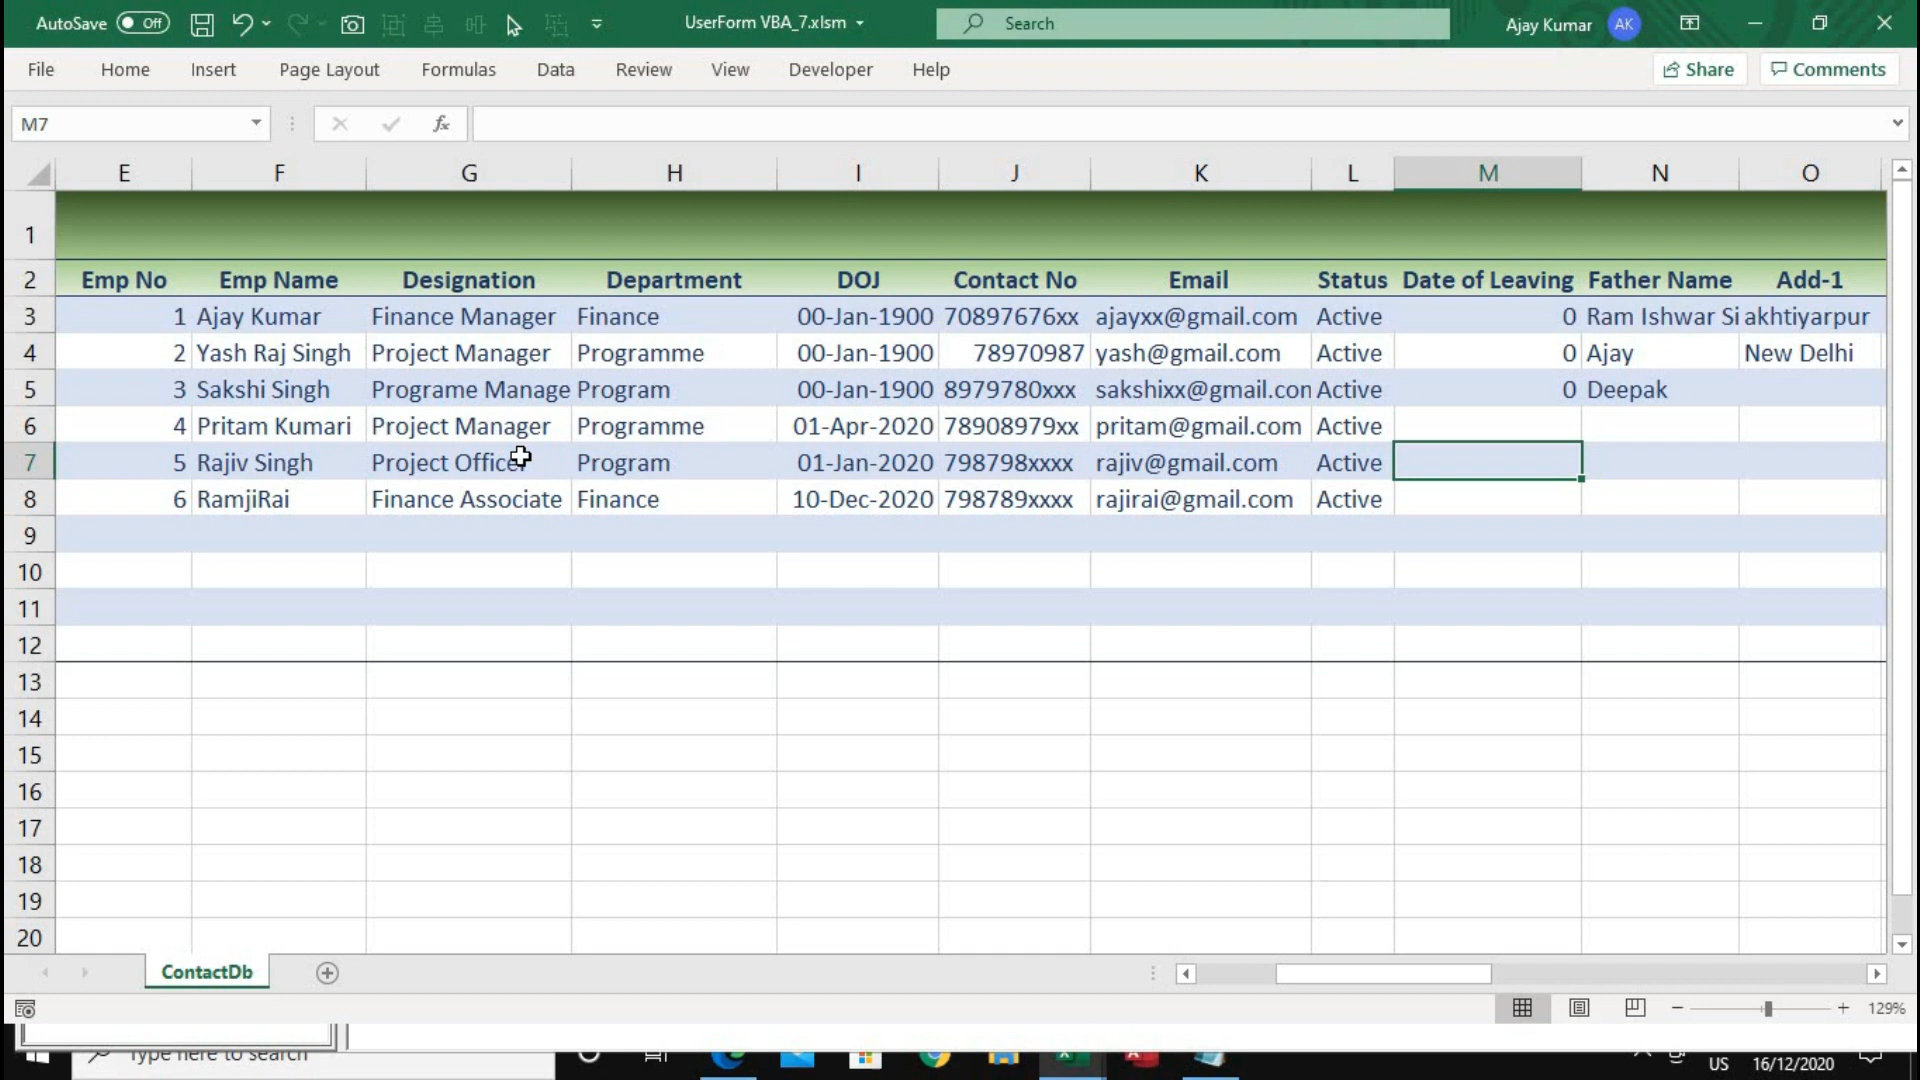 AutoSave Off UserForm VBA_7.xlsm Search Ajay Kumar AK
File Home Insert Page Layout Formulas Data Review View Developer Help Share Comments
M7 fx
E F G H I J K L M N O
1
2 Emp No Emp Name Designation Department DOJ Contact No Email Status Date of Leaving Father Name Add-1
3 1 Ajay Kumar Finance Manager Finance 00-Jan-1900 70897676xx ajayxx@gmail.com Active 0 Ram Ishwar Si akhtiyarpur
4 2 Yash Raj Singh Project Manager Programme 00-Jan-1900 78970987 yash@gmail.com Active 0 Ajay New Delhi
5 3 Sakshi Singh Programe Manage Program 00-Jan-1900 8979780xxx sakshixx@gmail.con Active 0 Deepak
6 4 Pritam Kumari Project Manager Programme 01-Apr-2020 78908979xx pritam@gmail.com Active
7 5 Rajiv Singh Project Office Program 01-Jan-2020 798798xxxx rajiv@gmail.com Active
8 6 RamjiRai Finance Associate Finance 10-Dec-2020 798789xxxx rajirai@gmail.com Active
9
10
11
12
13
14
15
16
17
18
19
20
ContactDb
129%
Type here to search US 16/12/2020